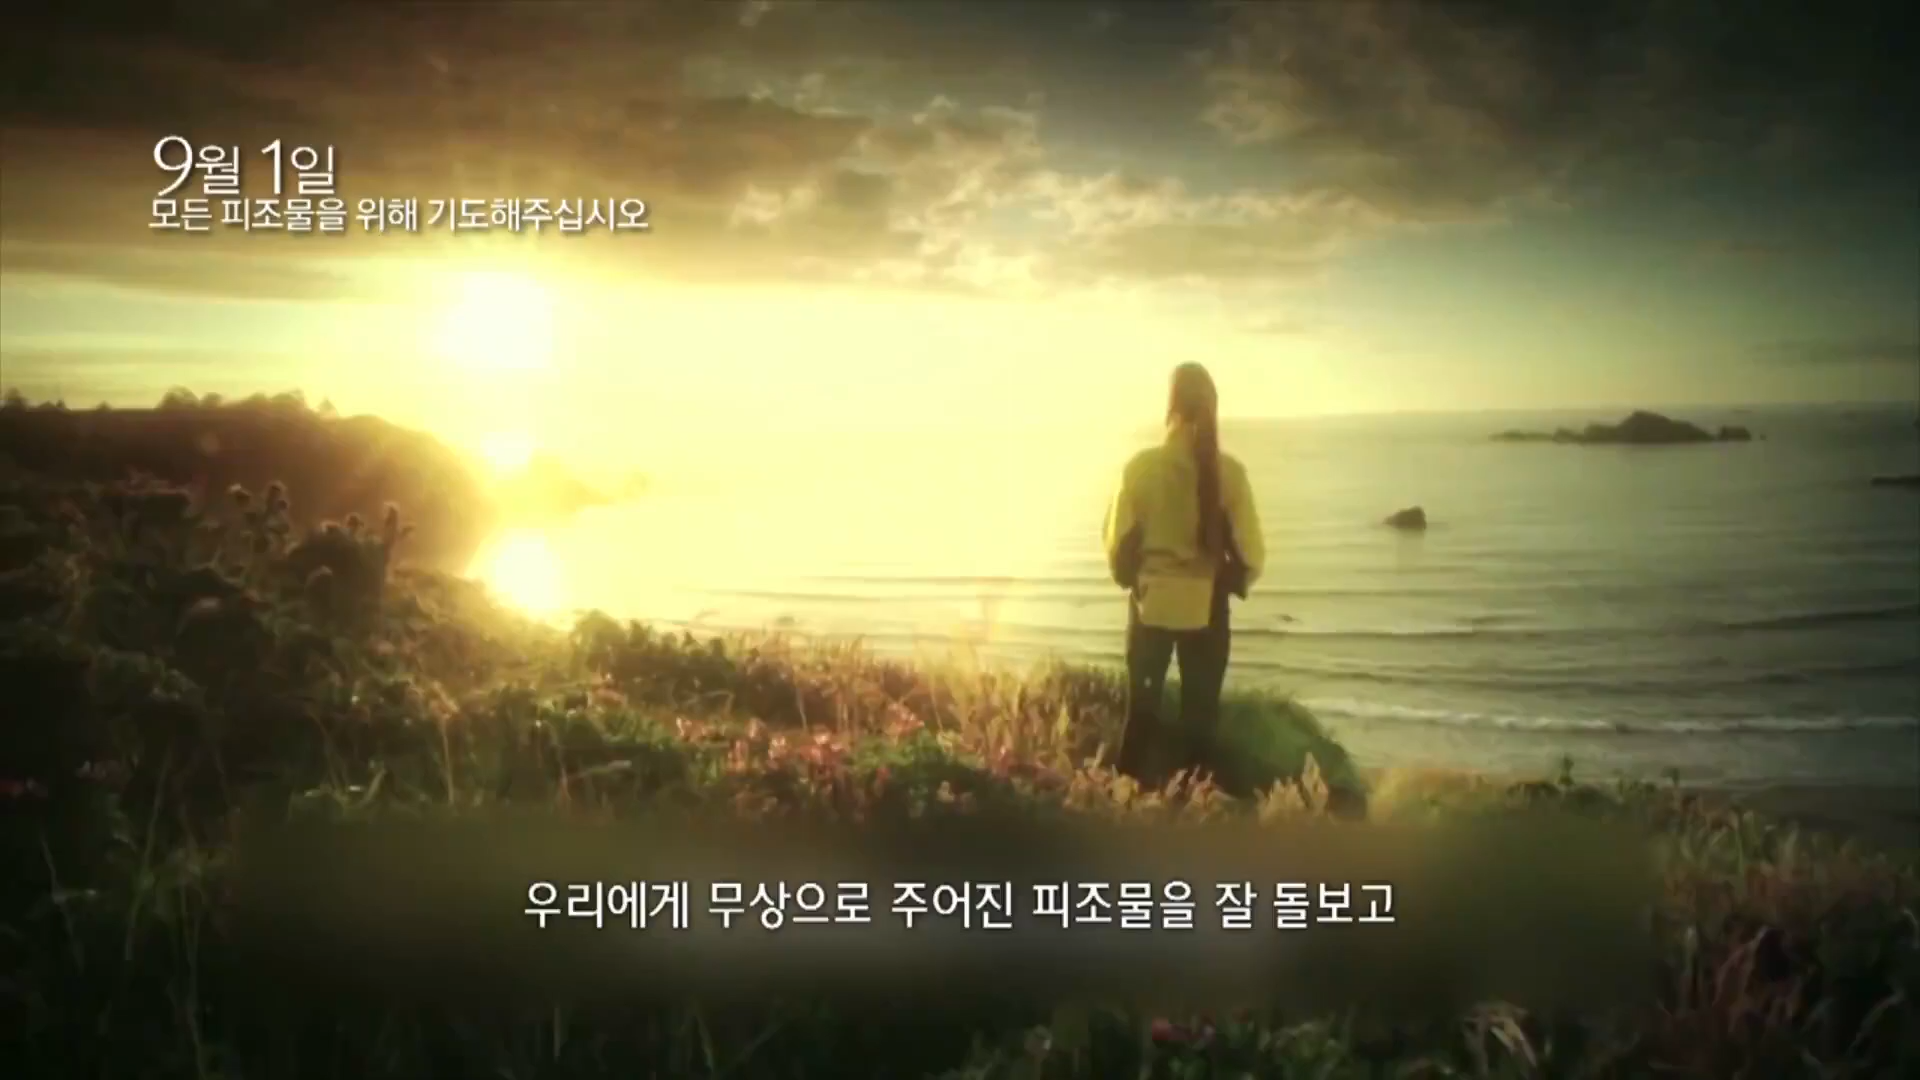 9월 1일
모든 피조물을 위해 기도해주십시오
우리에게 무상으로 주어진 피조물을 잘 돌보고